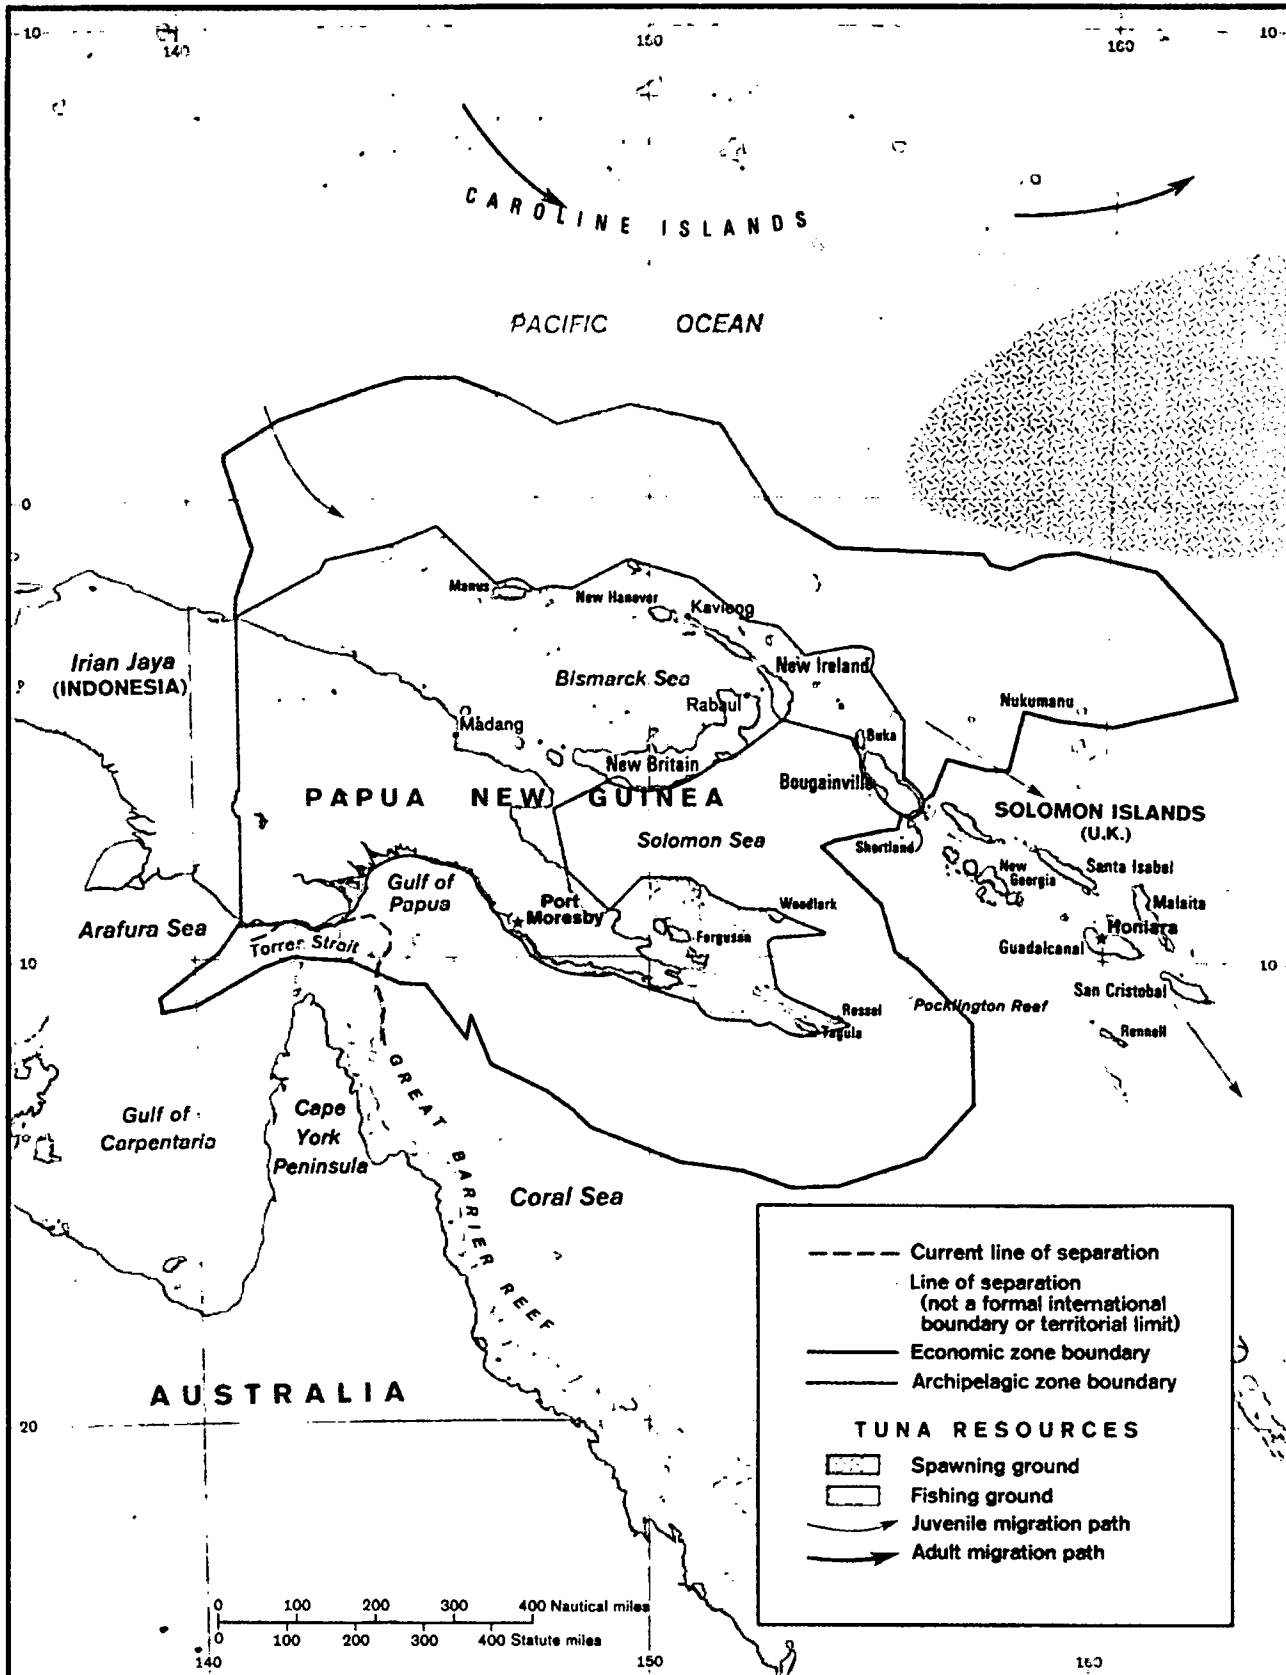 10
140
150
160
10
CAROLINE ISLANDS
PACIFIC OCEAN
0
Manus
New Hanover
Kavieng
Irian Jaya
(INDONESIA)
Bismarck Sea
New Ireland
Rabaul
Nukumanu
Madang
Buka
New Britain
Bougainville
PAPUA NEW GUINEA
SOLOMON ISLANDS
(U.K.)
Solomon Sea
Shortland
Santa Isabel
New
Georgia
Gulf of
Papua
Port
Moresby
Woodlark
Malaita
Arafura Sea
Torres Strait
Ferguson
Honiara
Guadalcanal
10
10
San Cristobal
Rossel
Pocklington Reef
Tagula
Rennell
GREAT BARRIER REEF
Gulf of
Carpentaria
Cape
York
Peninsula
Coral Sea
Current line of separation
Line of separation
(not a formal international
boundary or territorial limit)
Economic zone boundary
Archipelagic zone boundary
AUSTRALIA
20
TUNA RESOURCES
Spawning ground
Fishing ground
Juvenile migration path
Adult migration path
0 100 200 300 400 Nautical miles
0 100 200 300 400 Statute miles
140
150
160